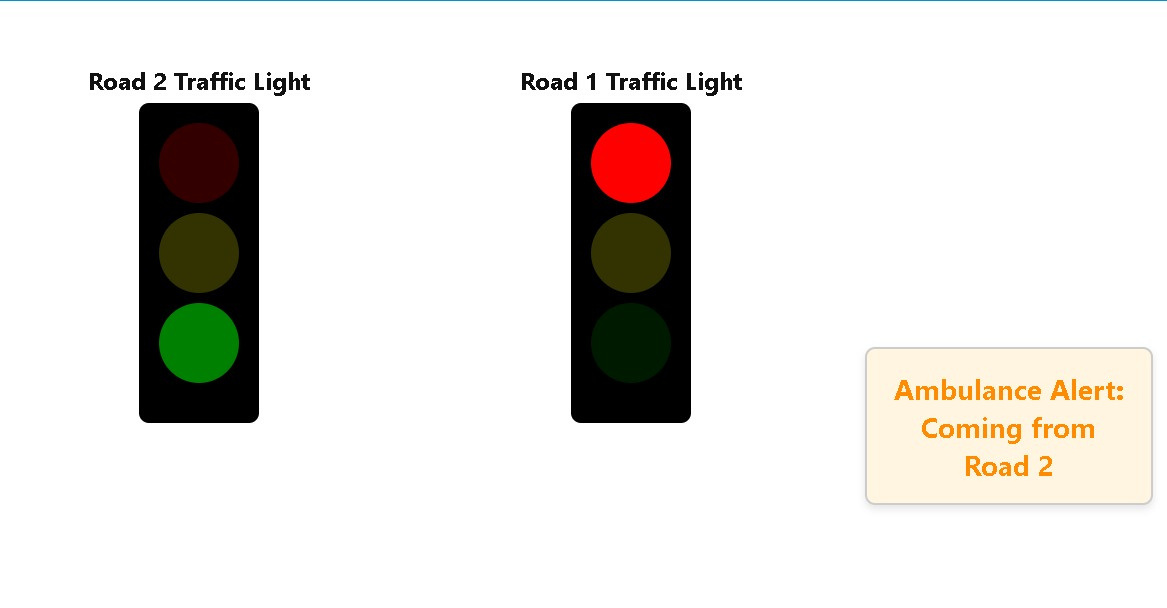 Road 2 Traffic Light
Road 1 Traffic Light
Ambulance Alert:
Coming from
Road 2